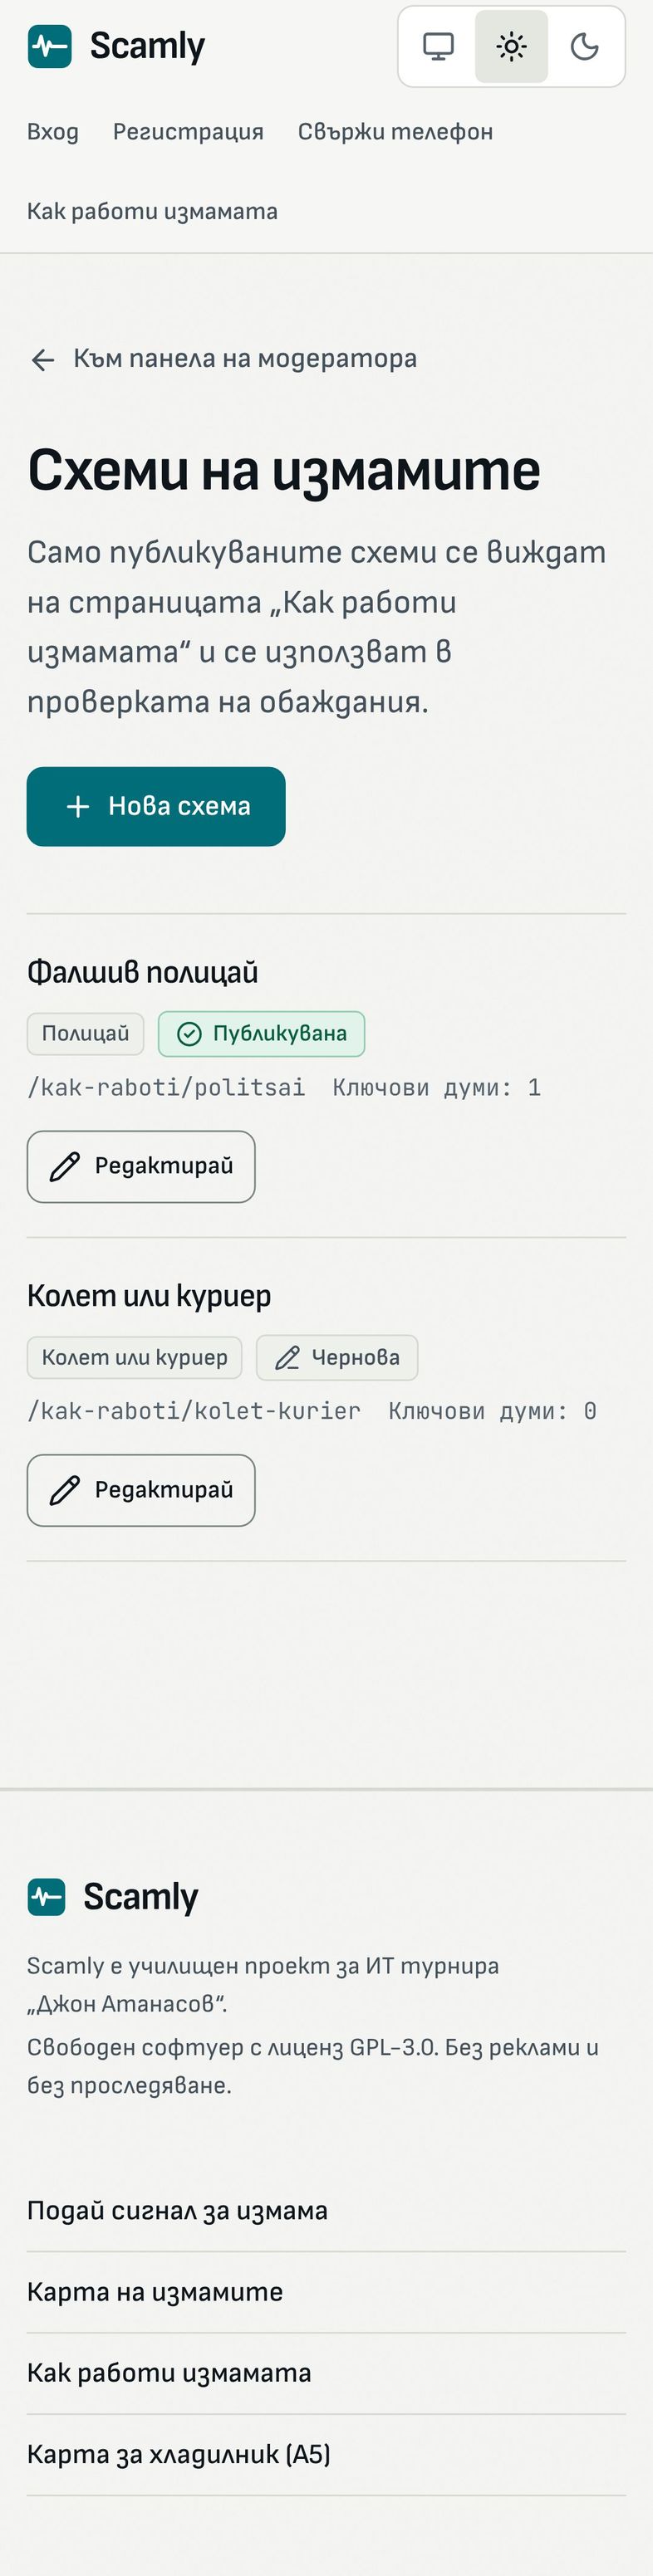 Scamly
Вход Регистрация Свържи телефон
Как работи измамата
Към панела на модератора
Схеми на измамите
Само публикуваните схеми се виждат
на страницата „Как работи
измамата“ и се използват в
проверката на обаждания.
Нова схема
Фалшив полицай
Полицай Публикувана
/kak-raboti/politsai Ключови думи: 1
Редактирай
Колет или куриер
Колет или куриер Чернова
/kak-raboti/kolet-kurier Ключови думи: 0
Редактирай
Scamly
Scamly е училищен проект за ИТ турнира
„Джон Атанасов“.
Свободен софтуер с лиценз GPL-3.0. Без реклами и
без проследяване.
Подай сигнал за измама
Карта на измамите
Как работи измамата
Карта за хладилник (A5)